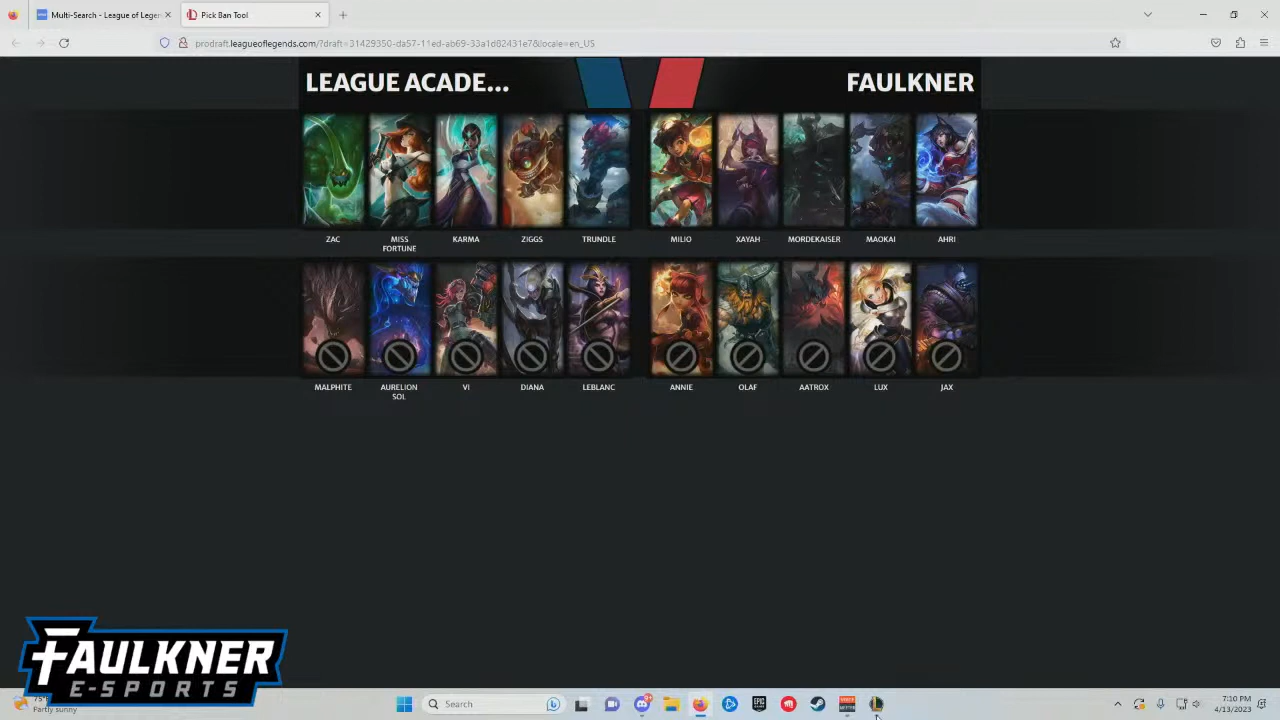 Multi-Search - League of Leger
Pick Ban Tool
prodraft.leagueoflegends.com/?draft=31429350-da57-11ed-ab69-33a1d82431e7&locale=en_US
LEAGUE ACADE...
FAULKNER
ZAC
MISS FORTUNE
KARMA
ZIGGS
TRUNDLE
MILIO
XAYAH
MORDEKAISER
MAOKAI
AHRI
MALPHITE
AURELION SOL
VI
DIANA
LEBLANC
ANNIE
OLAF
AATROX
LUX
JAX
FAULKNER
E-SPORTS
Partly sunny
Search
7:10 PM
4/13/2023